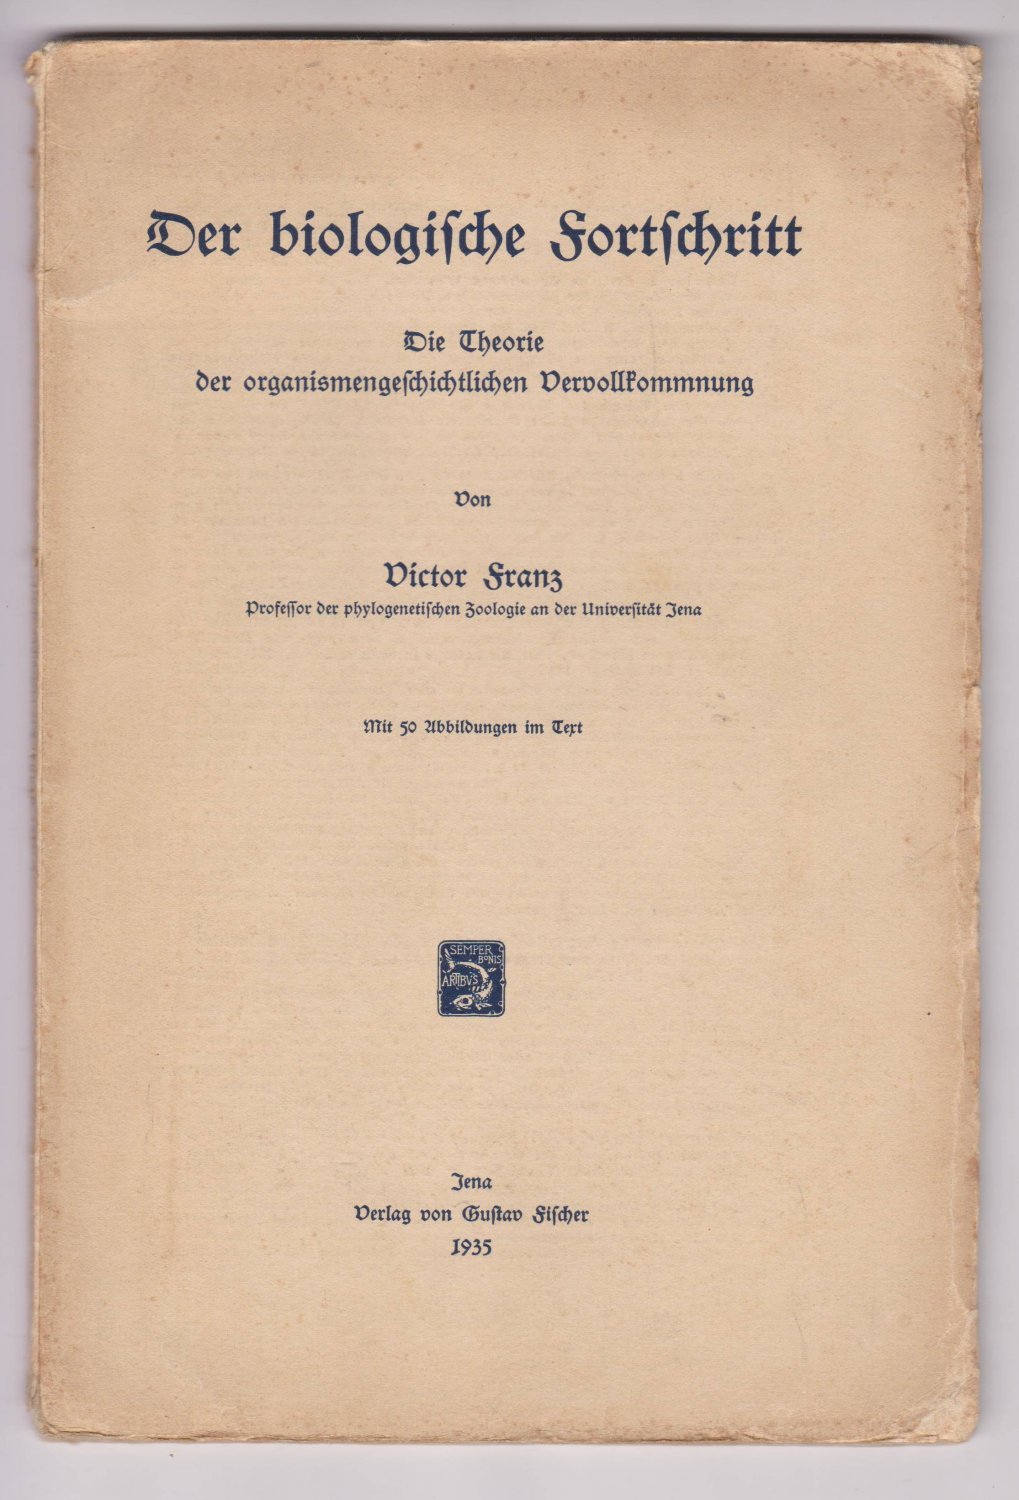 Der biologische Fortschritt
Die Theorie
der organismengeschichtlichen Vervollkommnung
Von
Victor Franz
Professor der phylogenetischen Zoologie an der Universität Jena
Mit 50 Abbildungen im Text
SEMPER
BONIS
ARTIBVS
Jena
Verlag von Gustav Fischer
1935